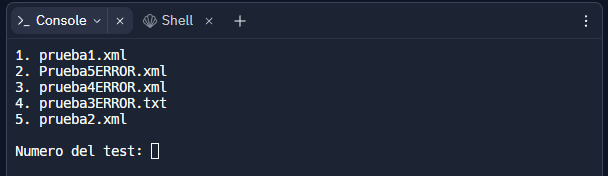 Console
Shell
1. prueba1.xml
2. Prueba5ERROR.xml
3. prueba4ERROR.xml
4. prueba3ERROR.txt
5. prueba2.xml
Numero del test: